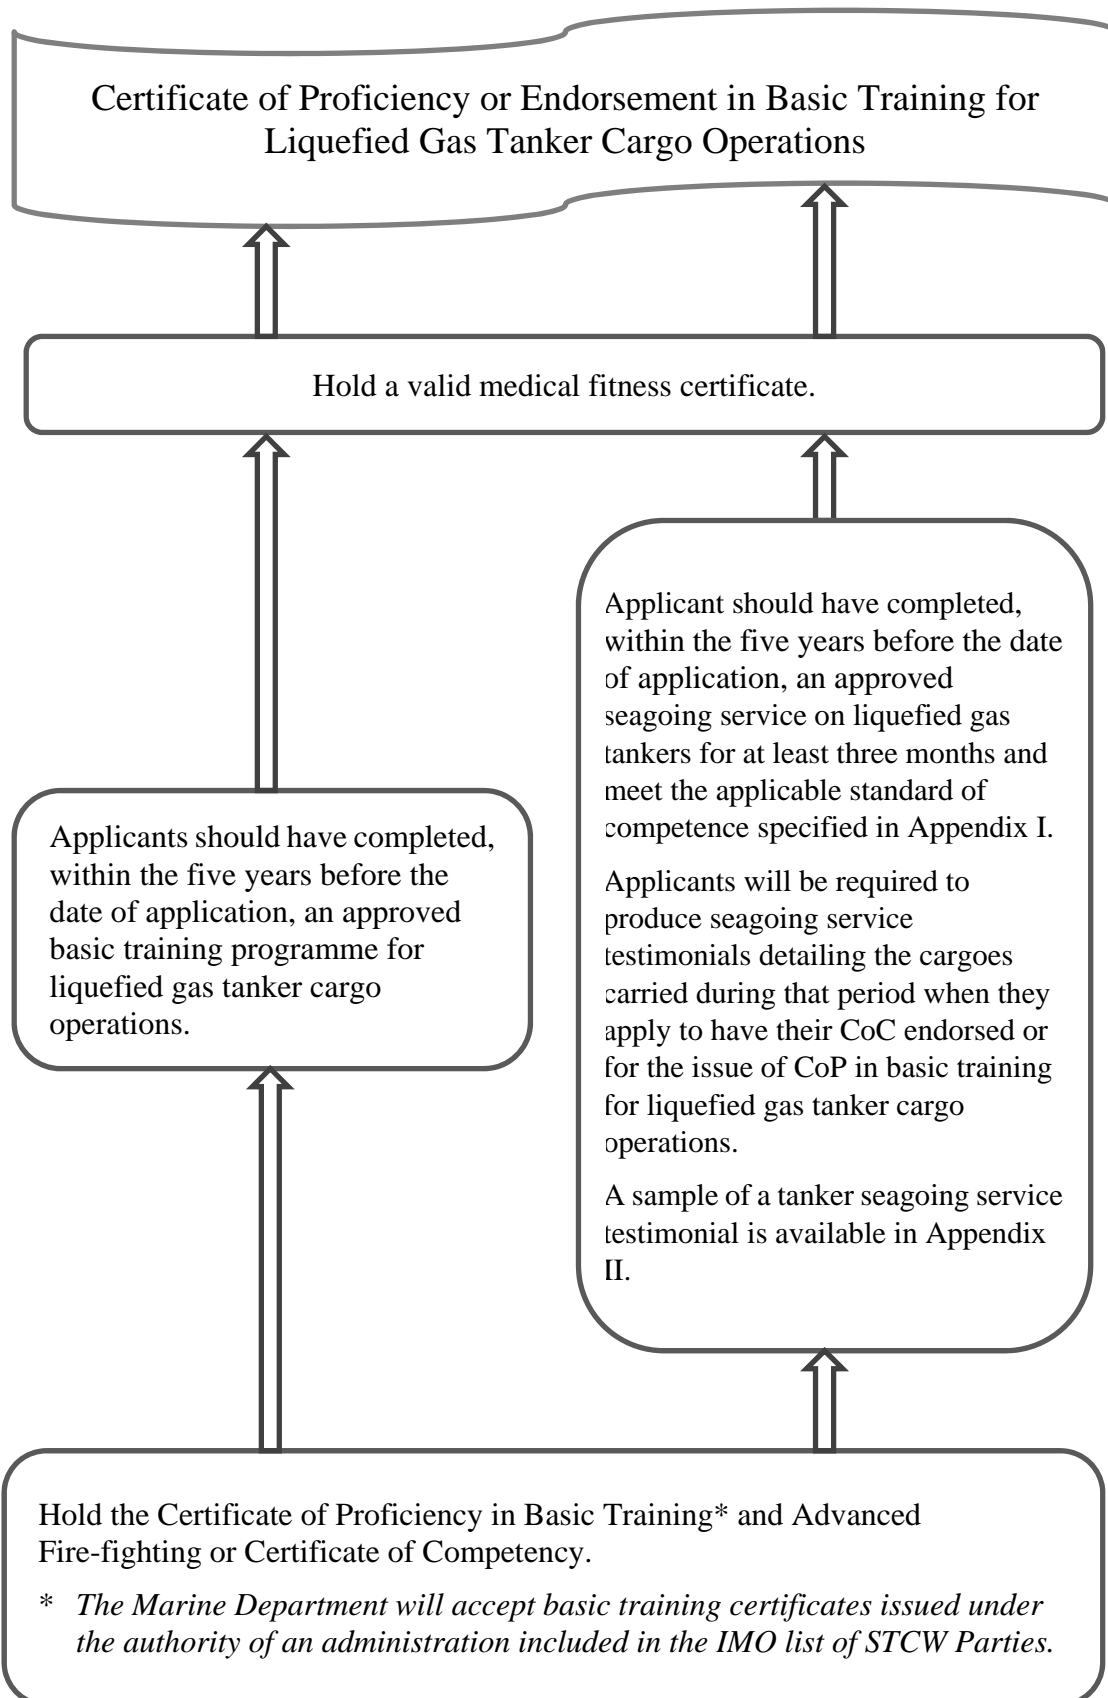 Certificate of Proficiency or Endorsement in Basic Training for
Liquefied Gas Tanker Cargo Operations
Hold a valid medical fitness certificate.
Applicants should have completed,
within the five years before the
date of application, an approved
basic training programme for
liquefied gas tanker cargo
operations.
Applicant should have completed,
within the five years before the date
of application, an approved
seagoing service on liquefied gas
tankers for at least three months and
meet the applicable standard of
competence specified in Appendix I.
Applicants will be required to
produce seagoing service
testimonials detailing the cargoes
carried during that period when they
apply to have their CoC endorsed or
for the issue of CoP in basic training
for liquefied gas tanker cargo
operations.
A sample of a tanker seagoing service
testimonial is available in Appendix
II.
Hold the Certificate of Proficiency in Basic Training* and Advanced
Fire-fighting or Certificate of Competency.
* The Marine Department will accept basic training certificates issued under
the authority of an administration included in the IMO list of STCW Parties.